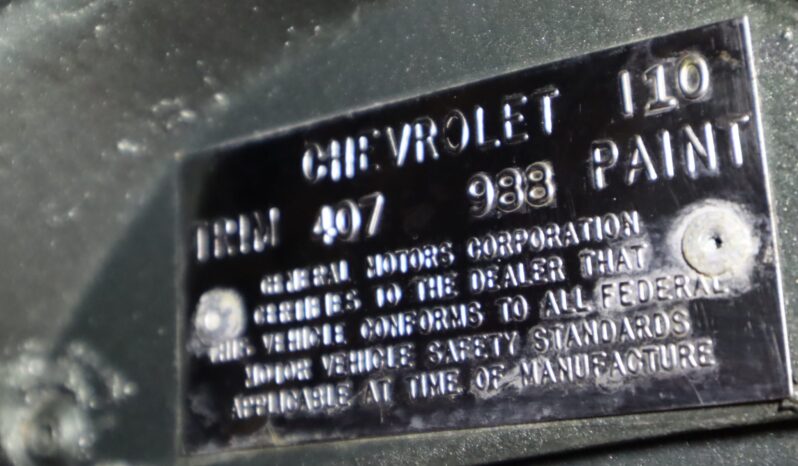 CHEVROLET I10
TRIM 407 988 PAINT
GENERAL MOTORS CORPORATION
CERTIFIES TO THE DEALER THAT
THIS VEHICLE CONFORMS TO ALL FEDERAL
MOTOR VEHICLE SAFETY STANDARDS
APPLICABLE AT TIME OF MANUFACTURE